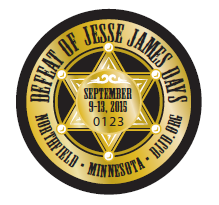 DEFEAT OF JESSE JAMES DAYS
SEPTEMBER
9-13, 2015
0123
NORTHFIELD • MINNESOTA • DJJD.ORG